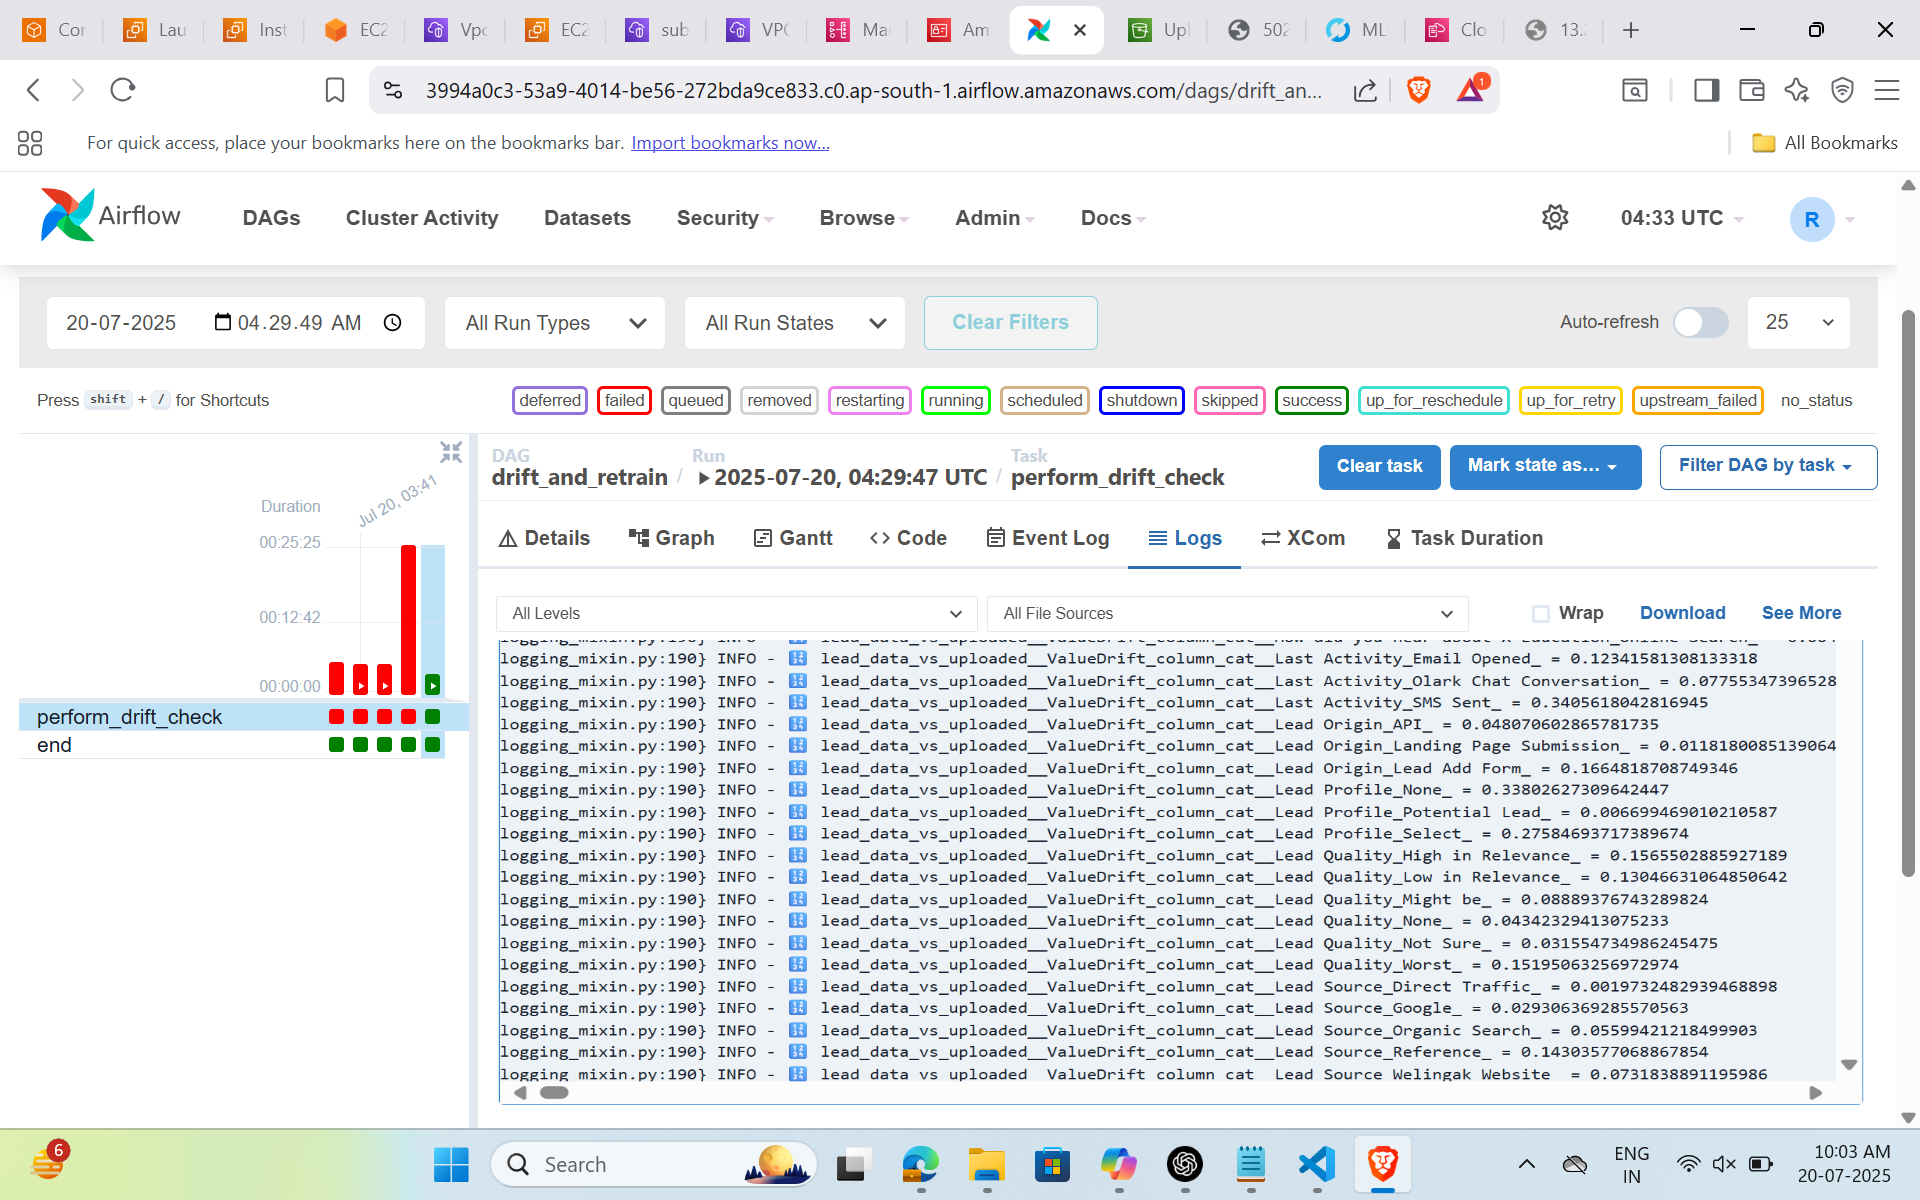 Cor
Lau
Inst
EC2
Vpc
EC2
sub
VPC
Ma
Am
Upl
502
ML
Clo
13.
3994a0c3-53a9-4014-be56-272bda9ce833.c0.ap-south-1.airflow.amazonaws.com/dags/drift_an...
1
For quick access, place your bookmarks here on the bookmarks bar. Import bookmarks now...
All Bookmarks
Airflow
DAGs
Cluster Activity
Datasets
Security
Browse
Admin
Docs
04:33 UTC
R
20-07-2025 04.29.49 AM
All Run Types
All Run States
Clear Filters
Auto-refresh
25
Press shift + / for Shortcuts
deferred
failed
queued
removed
restarting
running
scheduled
shutdown
skipped
success
up_for_reschedule
up_for_retry
upstream_failed
no_status
Duration
Jul 20, 03:41
00:25:25
00:12:42
00:00:00
perform_drift_check
end
DAG
drift_and_retrain /
Run
2025-07-20, 04:29:47 UTC /
Task
perform_drift_check
Clear task
Mark state as...
Filter DAG by task
Details
Graph
Gantt
Code
Event Log
Logs
XCom
Task Duration
All Levels
All File Sources
Wrap
Download
See More
logging_mixin.py:190} INFO - 🔢 lead_data_vs_uploaded__ValueDrift_column_cat__Last Activity_Email Opened_ = 0.12341581308133318
logging_mixin.py:190} INFO - 🔢 lead_data_vs_uploaded__ValueDrift_column_cat__Last Activity_Olark Chat Conversation_ = 0.07755347396528
logging_mixin.py:190} INFO - 🔢 lead_data_vs_uploaded__ValueDrift_column_cat__Last Activity_SMS Sent_ = 0.3405618042816945
logging_mixin.py:190} INFO - 🔢 lead_data_vs_uploaded__ValueDrift_column_cat__Lead Origin_API_ = 0.048070602865781735
logging_mixin.py:190} INFO - 🔢 lead_data_vs_uploaded__ValueDrift_column_cat__Lead Origin_Landing Page Submission_ = 0.0118180085139064
logging_mixin.py:190} INFO - 🔢 lead_data_vs_uploaded__ValueDrift_column_cat__Lead Origin_Lead Add Form_ = 0.1664818708749346
logging_mixin.py:190} INFO - 🔢 lead_data_vs_uploaded__ValueDrift_column_cat__Lead Profile_None_ = 0.33802627309642447
logging_mixin.py:190} INFO - 🔢 lead_data_vs_uploaded__ValueDrift_column_cat__Lead Profile_Potential Lead_ = 0.006699469010210587
logging_mixin.py:190} INFO - 🔢 lead_data_vs_uploaded__ValueDrift_column_cat__Lead Profile_Select_ = 0.27584693717389674
logging_mixin.py:190} INFO - 🔢 lead_data_vs_uploaded__ValueDrift_column_cat__Lead Quality_High in Relevance_ = 0.1565502885927189
logging_mixin.py:190} INFO - 🔢 lead_data_vs_uploaded__ValueDrift_column_cat__Lead Quality_Low in Relevance_ = 0.13046631064850642
logging_mixin.py:190} INFO - 🔢 lead_data_vs_uploaded__ValueDrift_column_cat__Lead Quality_Might be_ = 0.08889376743289824
logging_mixin.py:190} INFO - 🔢 lead_data_vs_uploaded__ValueDrift_column_cat__Lead Quality_None_ = 0.04342329413075233
logging_mixin.py:190} INFO - 🔢 lead_data_vs_uploaded__ValueDrift_column_cat__Lead Quality_Not Sure_ = 0.031554734986245475
logging_mixin.py:190} INFO - 🔢 lead_data_vs_uploaded__ValueDrift_column_cat__Lead Quality_Worst_ = 0.15195063256972974
logging_mixin.py:190} INFO - 🔢 lead_data_vs_uploaded__ValueDrift_column_cat__Lead Source_Direct Traffic_ = 0.0019732482939468898
logging_mixin.py:190} INFO - 🔢 lead_data_vs_uploaded__ValueDrift_column_cat__Lead Source_Google_ = 0.029306369285570563
logging_mixin.py:190} INFO - 🔢 lead_data_vs_uploaded__ValueDrift_column_cat__Lead Source_Organic Search_ = 0.05599421218499903
logging_mixin.py:190} INFO - 🔢 lead_data_vs_uploaded__ValueDrift_column_cat__Lead Source_Reference_ = 0.14303577068867854
logging_mixin.py:190} INFO - 🔢 lead_data_vs_uploaded__ValueDrift_column_cat__Lead Source_Welingak Website_ = 0.0731838891195986
6
Search
ENG
IN
10:03 AM
20-07-2025